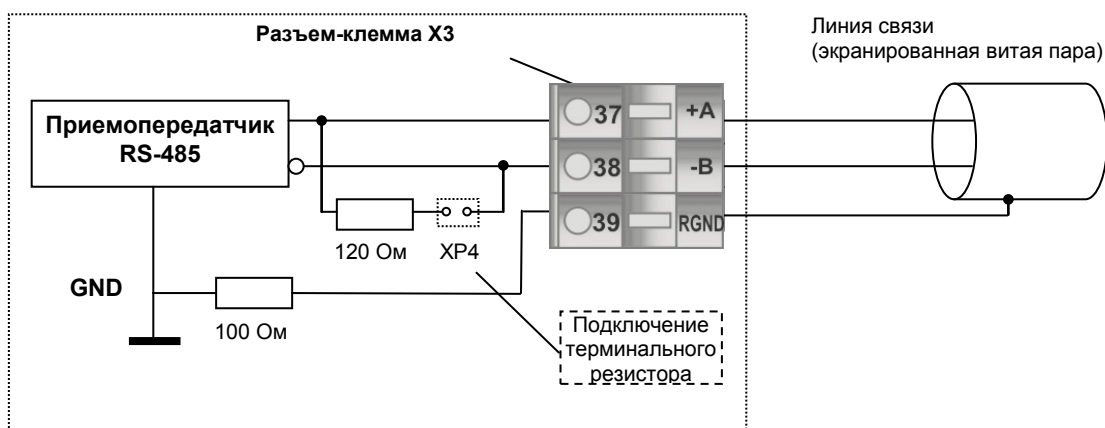 Разъем-клемма X3
Линия связи
(экранированная витая пара)
Приемопередатчик
RS-485
37 +A
38 -B
39 RGND
120 Ом
XP4
GND
100 Ом
Подключение
терминального
резистора